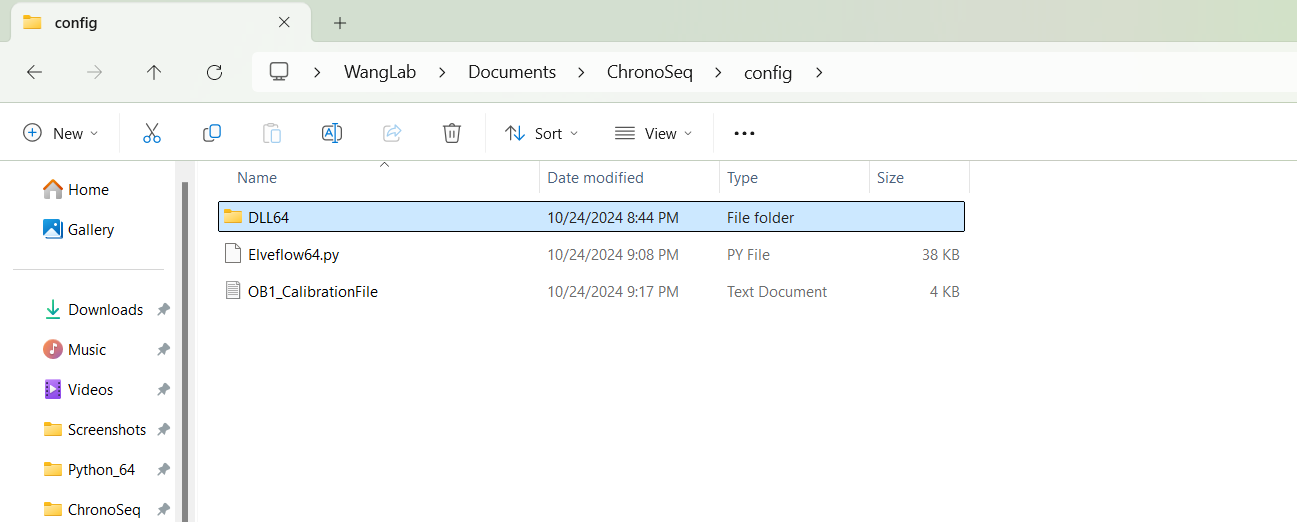 config
WangLab Documents ChronoSeq config
New Sort View
Name Date modified Type Size
Home
Gallery
Downloads
Music
Videos
Screenshots
Python_64
ChronoSeq
DLL64 10/24/2024 8:44 PM File folder
Elveflow64.py 10/24/2024 9:08 PM PY File 38 KB
OB1_CalibrationFile 10/24/2024 9:17 PM Text Document 4 KB